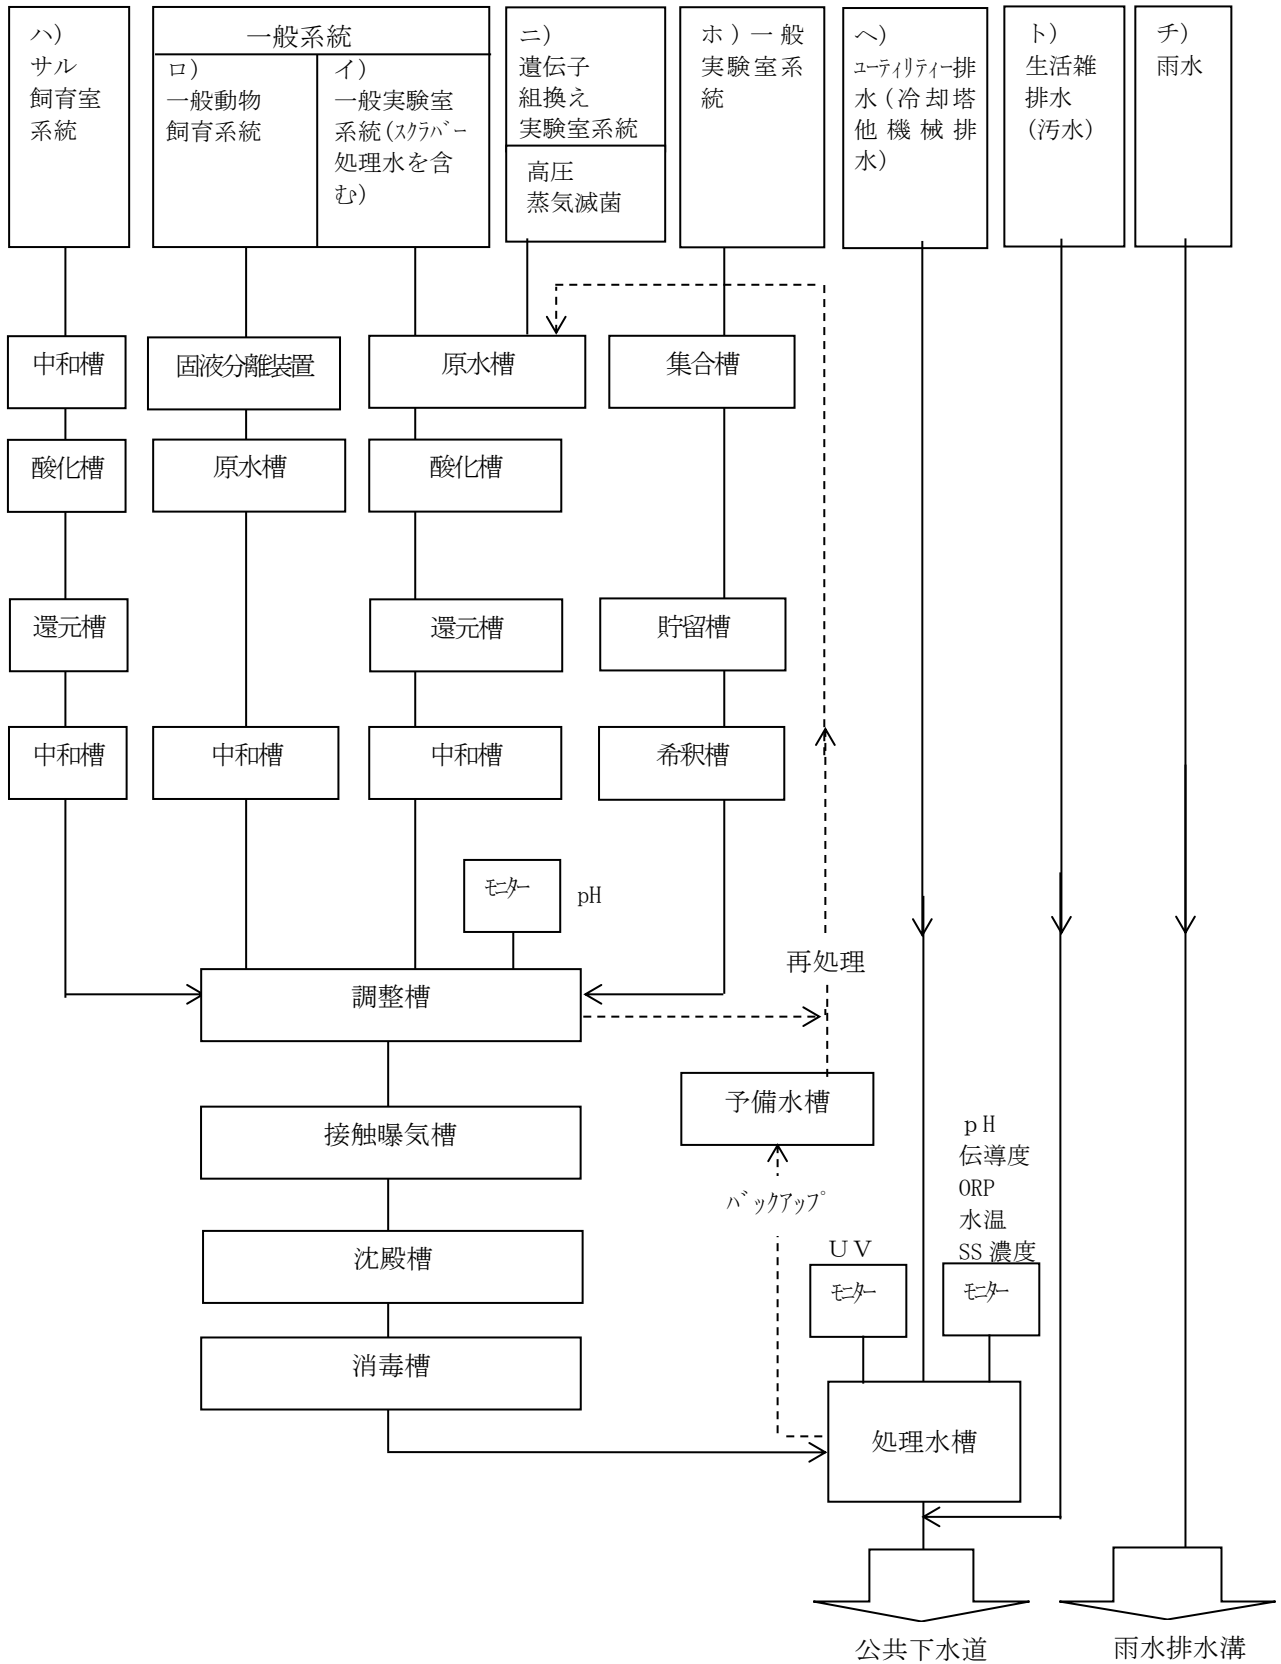 ハ)
サル
飼育室
系統
一般系統
ロ)
一般動物
飼育系統
イ)
一般実験室
系統(ｽｸﾗﾊﾞｰ
処理水を含
む)
ニ)
遺伝子
組換え
実験室系統
高圧
蒸気滅菌
ホ)一般
実験室系
統
ヘ)
ﾕｰﾃｨﾘﾃｨｰ排
水(冷却塔
他機械排
水)
ト)
生活雑
排水
(汚水)
チ)
雨水
中和槽
固液分離装置
原水槽
集合槽
酸化槽
原水槽
酸化槽
還元槽
還元槽
貯留槽
中和槽
中和槽
中和槽
希釈槽
ﾓﾆﾀｰ
pH
再処理
調整槽
予備水槽
接触曝気槽
ﾊﾞｯｸｱｯﾌﾟ
ｐH
伝導度
ORP
水温
SS 濃度
沈殿槽
ＵＶ
ﾓﾆﾀｰ
ﾓﾆﾀｰ
消毒槽
処理水槽
公共下水道
雨水排水溝